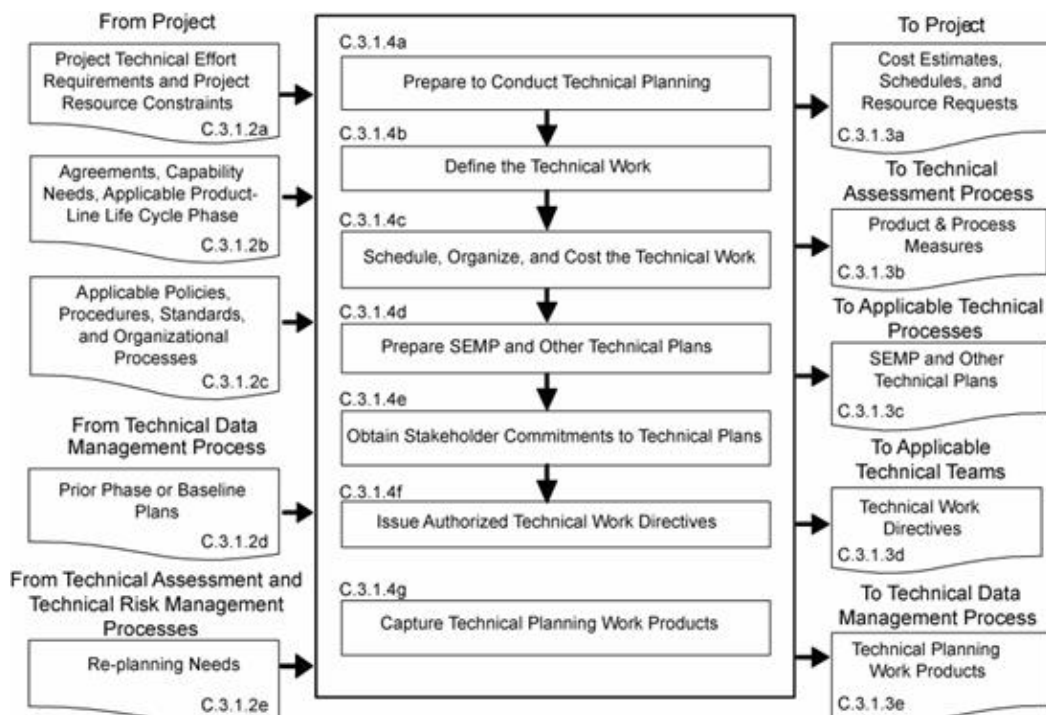 From Project
Project Technical Effort
Requirements and Project
Resource Constraints
C.3.1.2a
Agreements, Capability
Needs, Applicable Product-
Line Life Cycle Phase
C.3.1.2b
Applicable Policies,
Procedures, Standards,
and Organizational
Processes
C.3.1.2c
From Technical Data
Management Process
Prior Phase or Baseline
Plans
C.3.1.2d
From Technical Assessment and
Technical Risk Management
Processes
Re-planning Needs
C.3.1.2e
C.3.1.4a
Prepare to Conduct Technical Planning
C.3.1.4b
Define the Technical Work
C.3.1.4c
Schedule, Organize, and Cost the Technical Work
C.3.1.4d
Prepare SEMP and Other Technical Plans
C.3.1.4e
Obtain Stakeholder Commitments to Technical Plans
C.3.1.4f
Issue Authorized Technical Work Directives
C.3.1.4g
Capture Technical Planning Work Products
To Project
Cost Estimates,
Schedules, and
Resource Requests
C.3.1.3a
To Technical
Assessment Process
Product & Process
Measures
C.3.1.3b
To Applicable Technical
Processes
SEMP and Other
Technical Plans
C.3.1.3c
To Applicable
Technical Teams
Technical Work
Directives
C.3.1.3d
To Technical Data
Management Process
Technical Planning
Work Products
C.3.1.3e